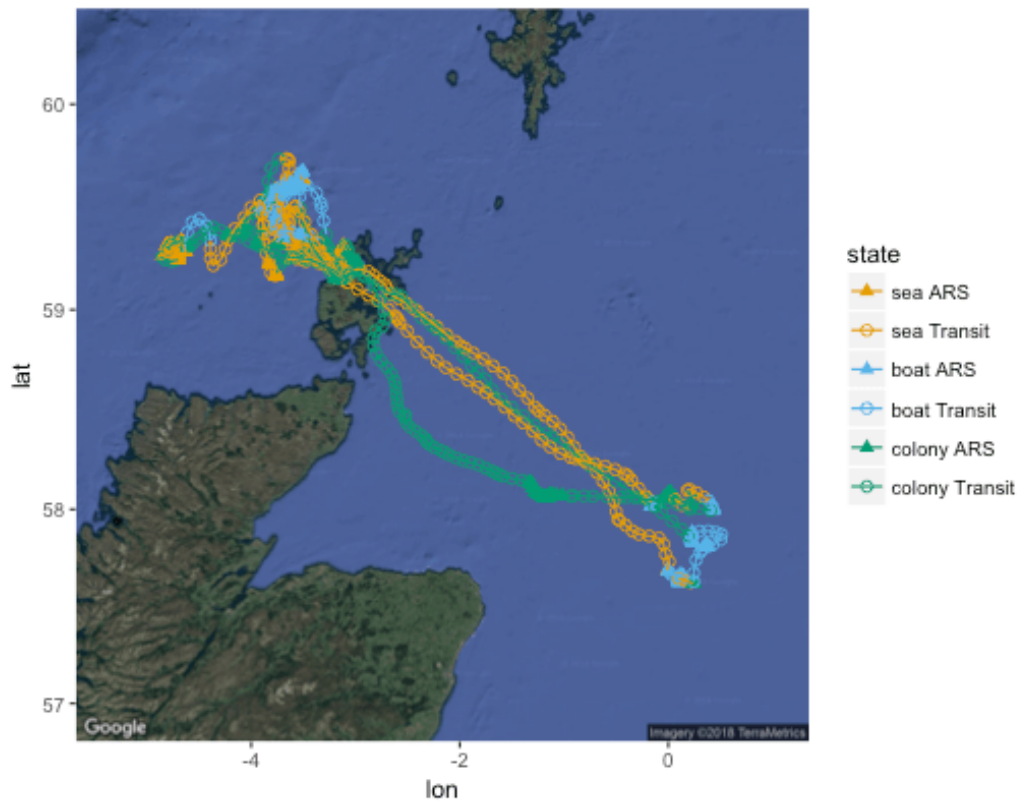 60
59
58
57
lat
-4
-2
0
lon
Google
Imagery ©2018 TerraMetrics
state
sea ARS
sea Transit
boat ARS
boat Transit
colony ARS
colony Transit